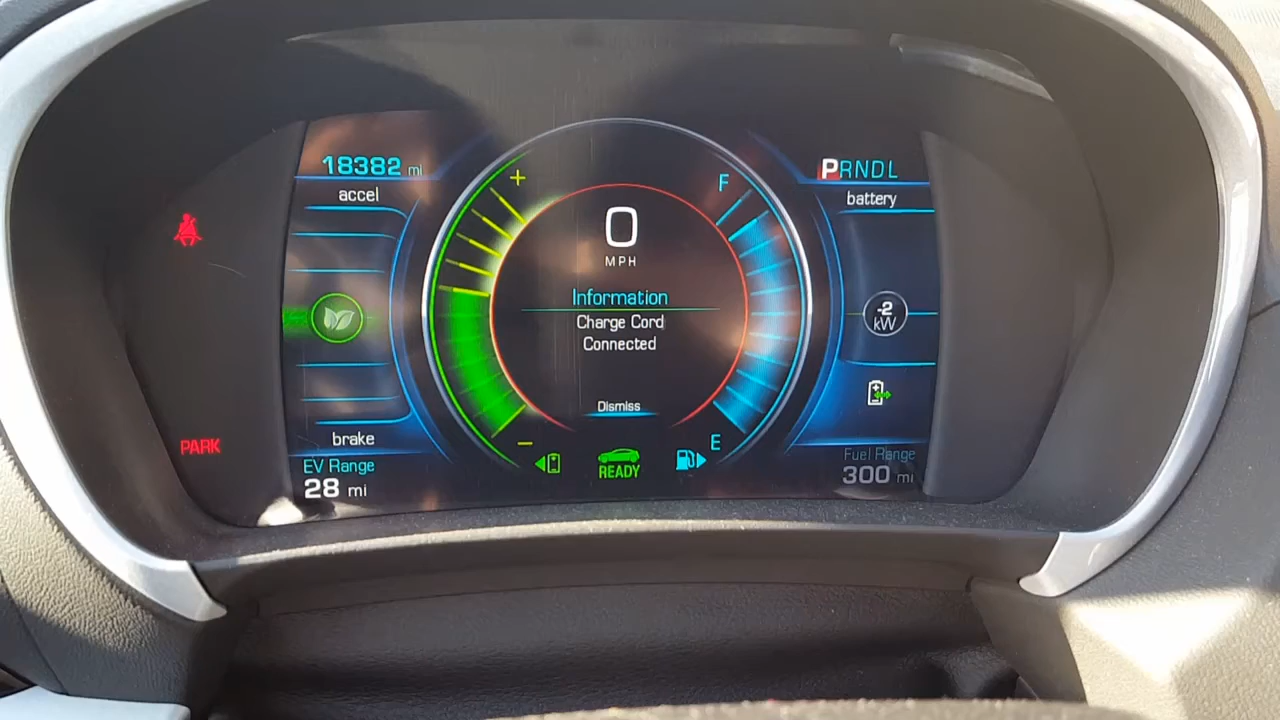 18382 mi
accel
+
F
PRNDL
battery
0
MPH
Information
Charge Cord
Connected
-2
kW
Dismiss
PARK
brake
−
E
EV Range
28 mi
READY
Fuel Range
300 mi